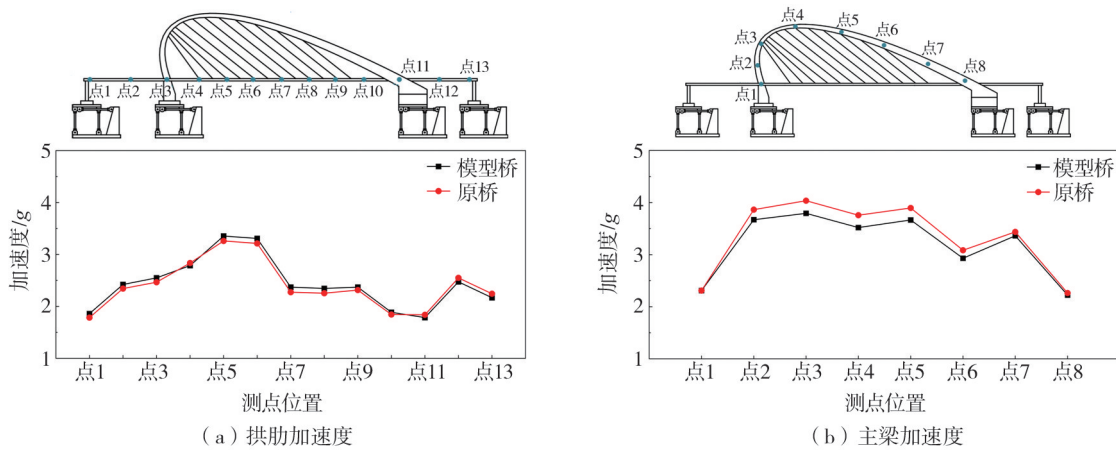 点1
点2
点3
点4
点5
点6
点7
点8
点9
点10
点11
点12
点13
5
4
3
2
1
加速度/g
模型桥
原桥
点1
点3
点5
点7
点9
点11
点13
测点位置
（a）拱肋加速度
点1
点2
点3
点4
点5
点6
点7
点8
5
4
3
2
1
加速度/g
模型桥
原桥
点1
点2
点3
点4
点5
点6
点7
点8
测点位置
（b）主梁加速度